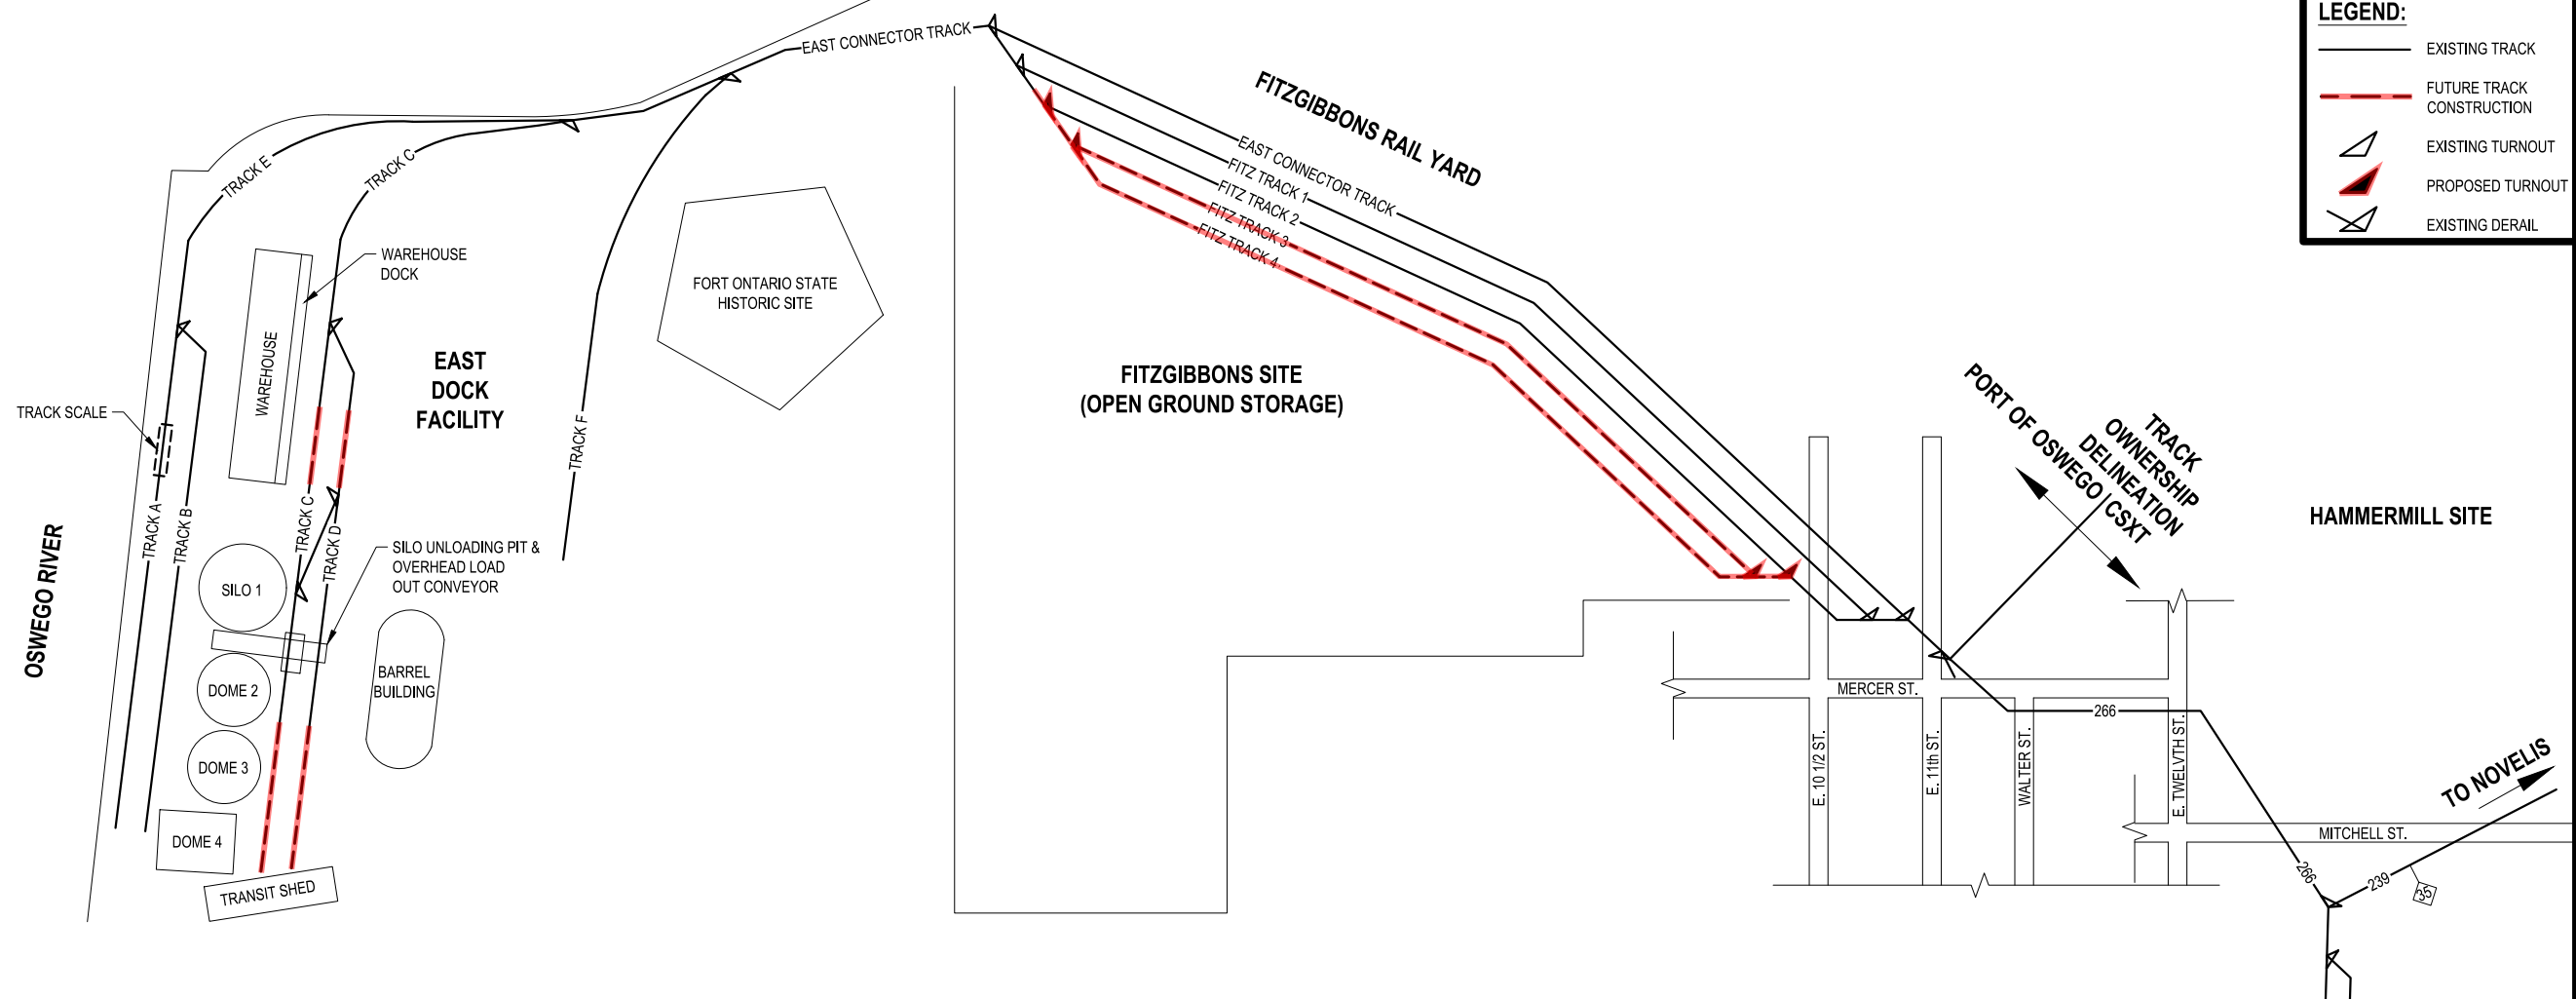 LEGEND:
EXISTING TRACK
FUTURE TRACK
CONSTRUCTION
EXISTING TURNOUT
PROPOSED TURNOUT
EXISTING DERAIL
EAST CONNECTOR TRACK
FITZGIBBONS RAIL YARD
EAST CONNECTOR TRACK
FITZ TRACK 1
FITZ TRACK 2
FITZ TRACK 3
FITZ TRACK 4
TRACK E
TRACK C
WAREHOUSE
DOCK
WAREHOUSE
EAST
DOCK
FACILITY
FORT ONTARIO STATE
HISTORIC SITE
TRACK F
FITZGIBBONS SITE
(OPEN GROUND STORAGE)
TRACK SCALE
TRACK A
TRACK B
TRACK C
TRACK D
OSWEGO RIVER
SILO 1
SILO UNLOADING PIT &
OVERHEAD LOAD
OUT CONVEYOR
DOME 2
BARREL
BUILDING
DOME 3
DOME 4
TRANSIT SHED
TRACK
OWNERSHIP
DELINEATION
PORT OF OSWEGO CSXT
HAMMERMILL SITE
MERCER ST.
266
E. 10 1/2 ST.
E. 11th ST.
WALTER ST.
E. TWELVTH ST.
TO NOVELIS
MITCHELL ST.
266
239
35